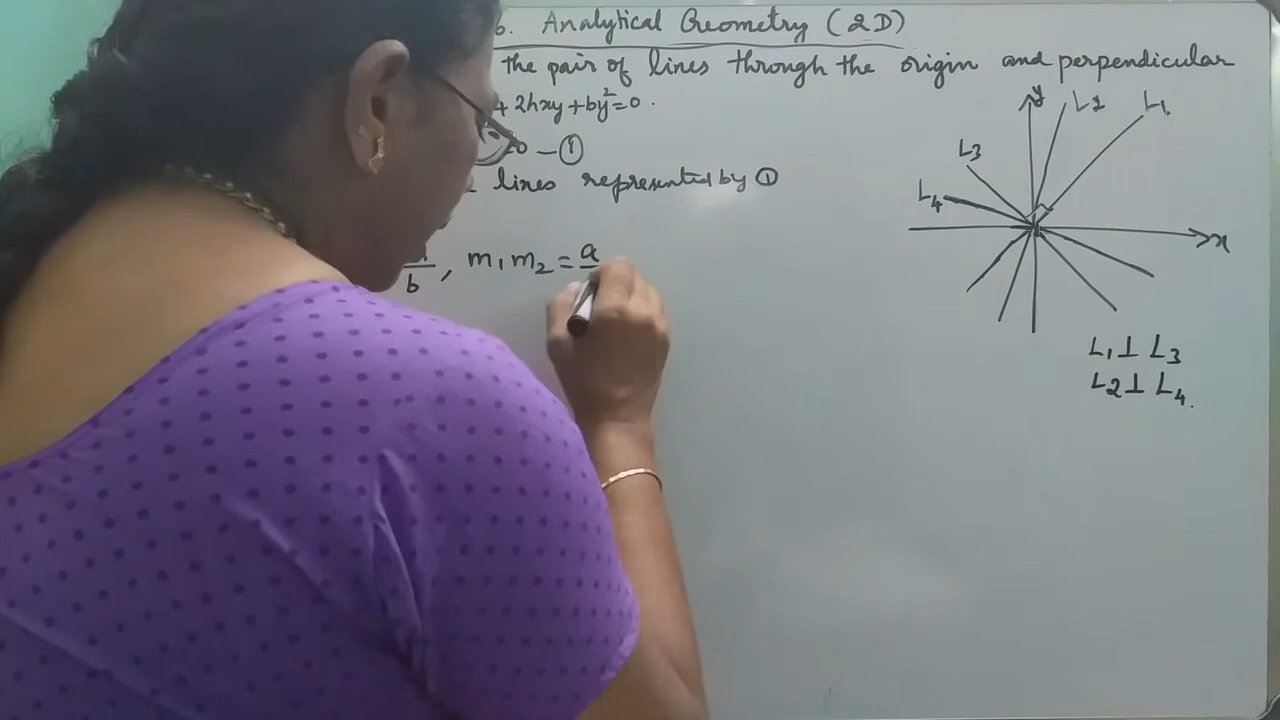 6. Analytical Geometry (2D)
the pair of lines through the origin and perpendicular
+ 2hxy + by²=0.
=0 — ①
lines represented by ①
b, m₁m₂ = a
y
L2
L₁
L3
L₄
x
L₁ ⊥ L₃
L2 ⊥ L₄.